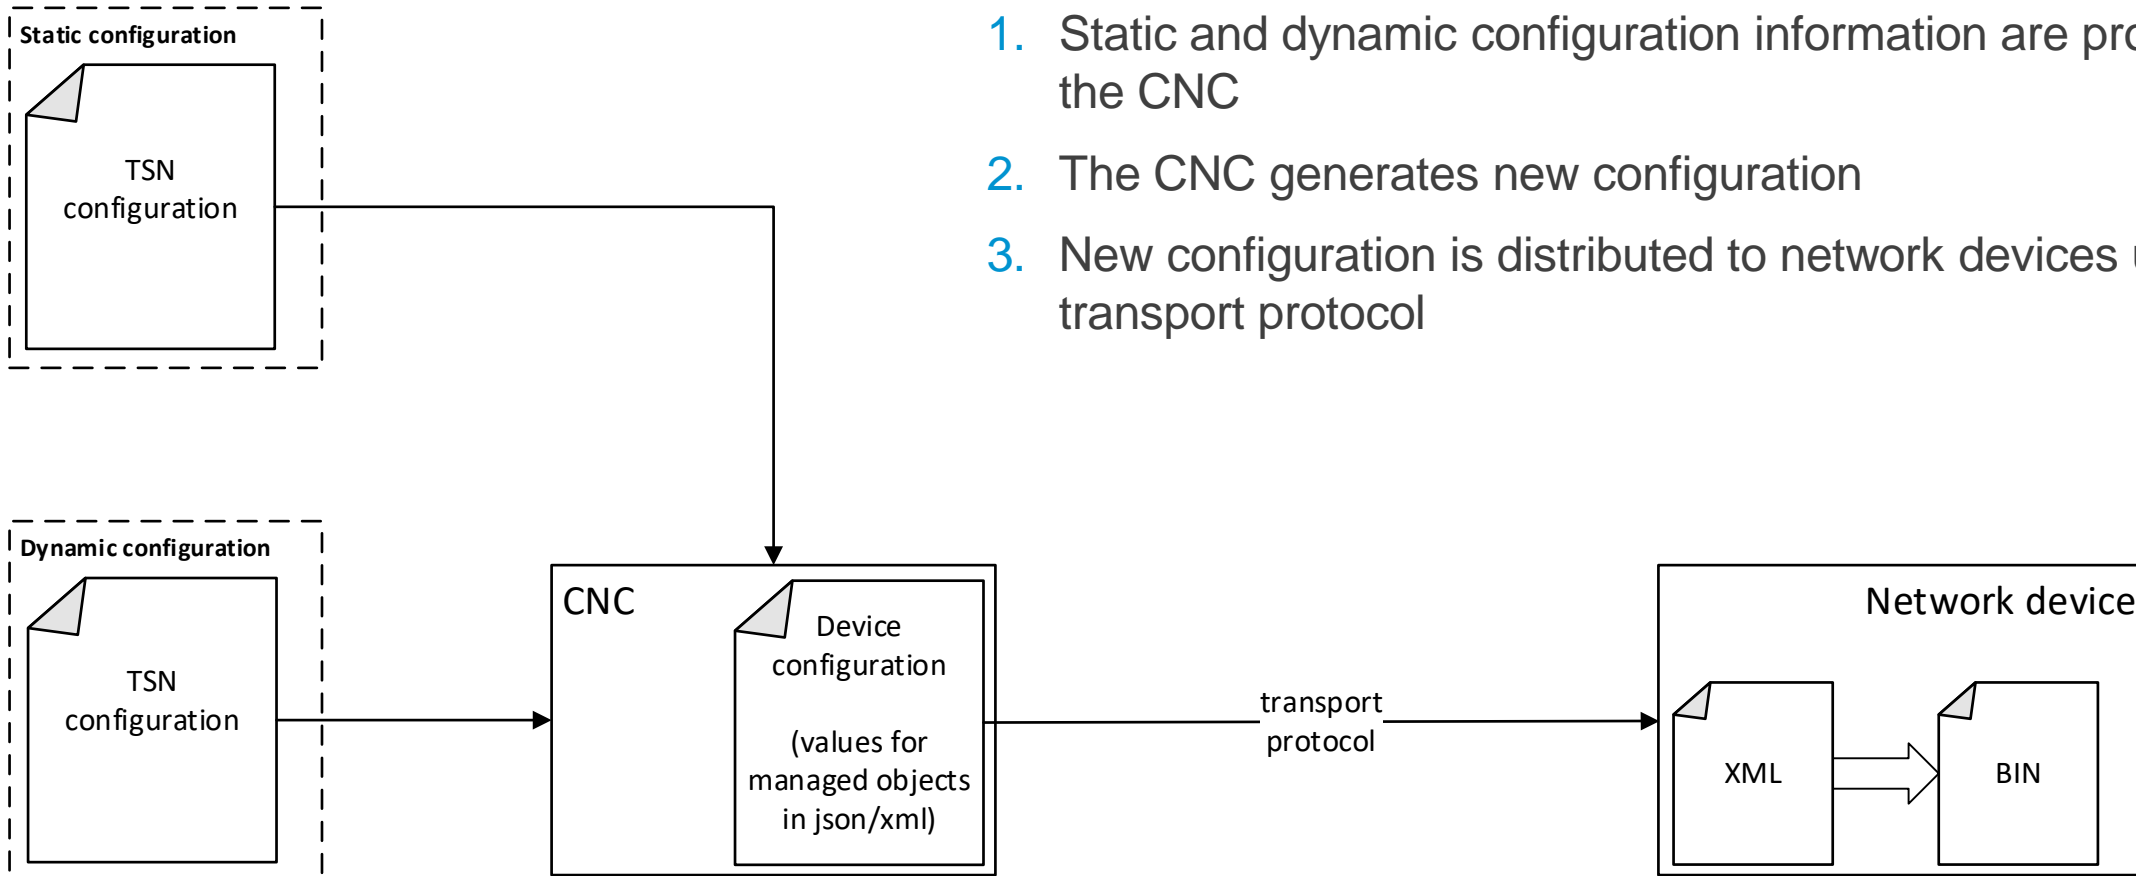 Static configuration
TSN
configuration
1. Static and dynamic configuration information are
the CNC
2. The CNC generates new configuration
3. New configuration is distributed to network devices
transport protocol
Dynamic configuration
TSN
configuration
CNC
Device
configuration
(values for
managed objects
in json/xml)
transport
protocol
Network device
XML
BIN